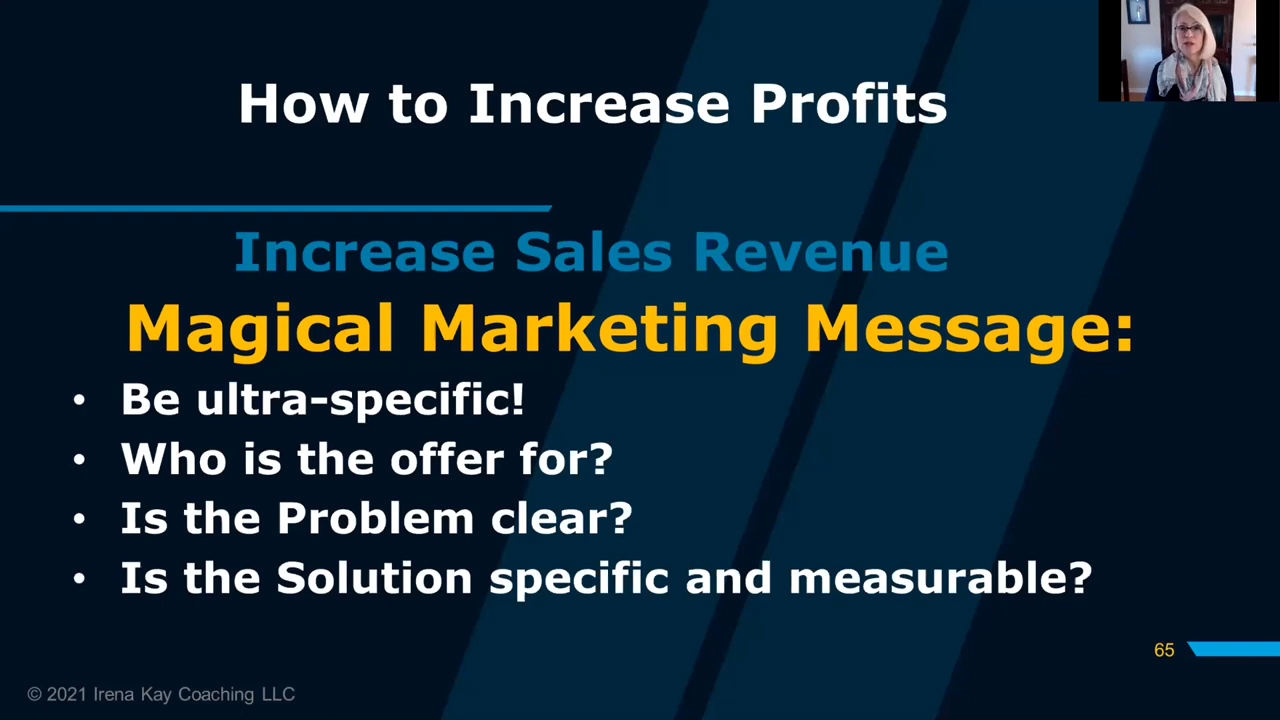 How to Increase Profits
Increase Sales Revenue
Magical Marketing Message:
• Be ultra-specific!
• Who is the offer for?
• Is the Problem clear?
• Is the Solution specific and measurable?
65
© 2021 Irena Kay Coaching LLC